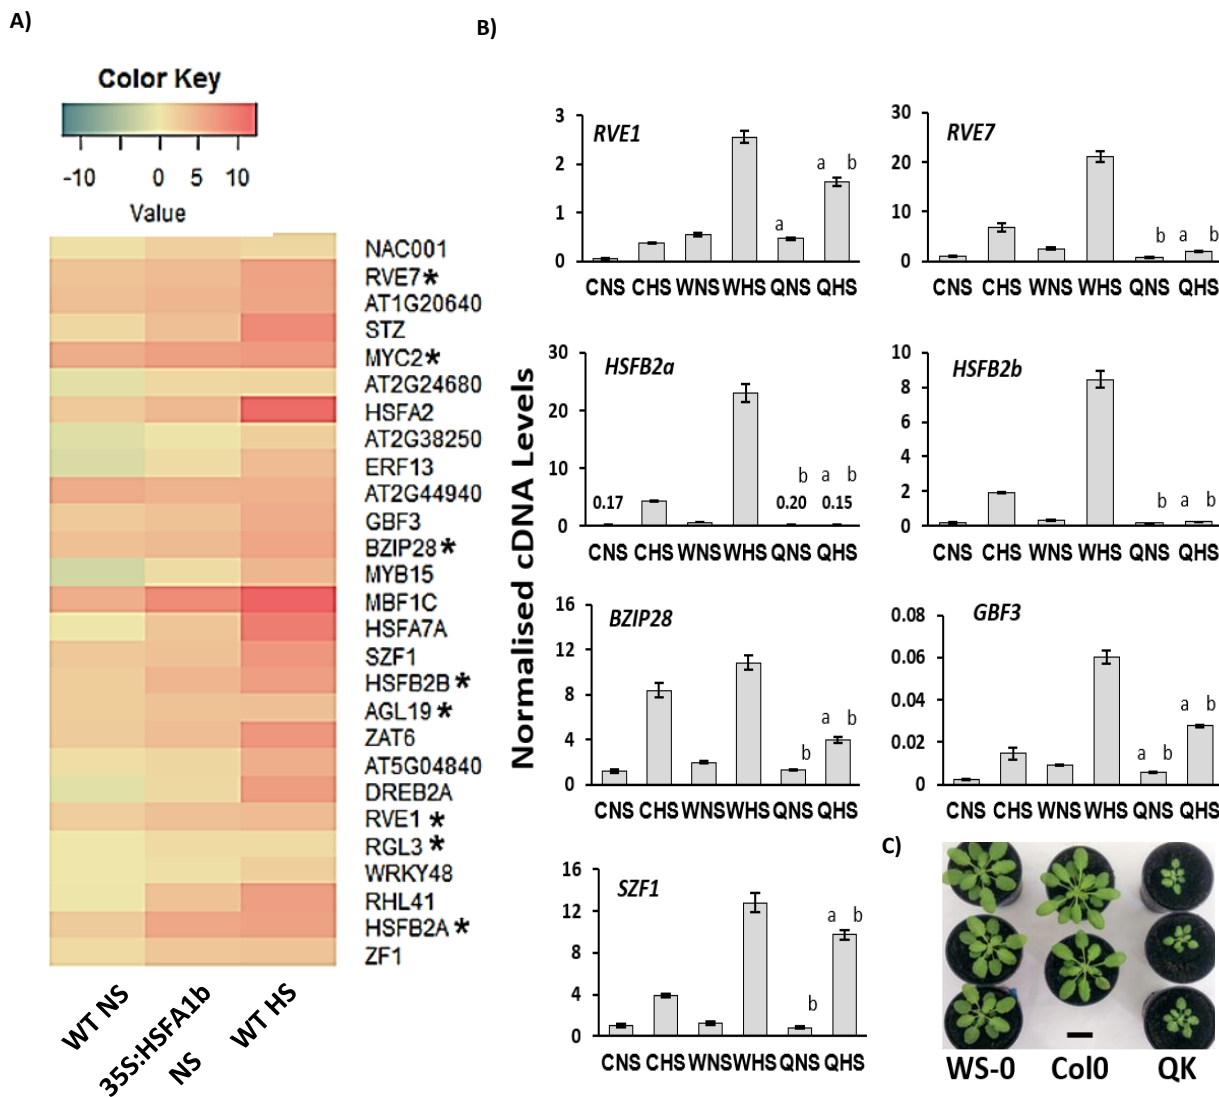 A)
Color Key
-10 0 5 10
Value
NAC001
RVE7*
AT1G20640
STZ
MYC2*
AT2G24680
HSFA2
AT2G38250
ERF13
AT2G44940
GBF3
BZIP28*
MYB15
MBF1C
HSFA7A
SZF1
HSFB2B*
AGL19*
ZAT6
AT5G04840
DREB2A
RVE1*
RGL3*
WRKY48
RHL41
HSFB2A*
ZF1
WT NS
35S:HSFA1b
NS
WT HS
B)
Normalised cDNA Levels
RVE1
3
2
1
0
a
a b
CNS CHS WNS WHS QNS QHS
RVE7
30
20
10
0
b a b
CNS CHS WNS WHS QNS QHS
HSFB2a
30
20
10
0
b a b
0.17 0.20 0.15
CNS CHS WNS WHS QNS QHS
HSFB2b
10
8
6
4
2
0
b a b
CNS CHS WNS WHS QNS QHS
BZIP28
16
12
8
4
0
a b
b
CNS CHS WNS WHS QNS QHS
GBF3
0.08
0.06
0.04
0.02
0
a b
a b
CNS CHS WNS WHS QNS QHS
SZF1
16
12
8
4
0
a b
b
CNS CHS WNS WHS QNS QHS
C)
WS-0 Col0 QK